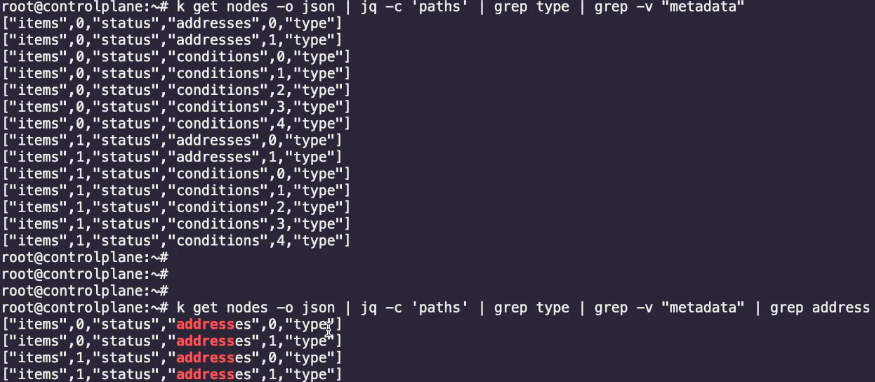 root@controlplane:~# k get nodes -o json | jq -c 'paths' | grep type | grep -v "metadata"
["items",0,"status","addresses",0,"type"]
["items",0,"status","addresses",1,"type"]
["items",0,"status","conditions",0,"type"]
["items",0,"status","conditions",1,"type"]
["items",0,"status","conditions",2,"type"]
["items",0,"status","conditions",3,"type"]
["items",0,"status","conditions",4,"type"]
["items",1,"status","addresses",0,"type"]
["items",1,"status","addresses",1,"type"]
["items",1,"status","conditions",0,"type"]
["items",1,"status","conditions",1,"type"]
["items",1,"status","conditions",2,"type"]
["items",1,"status","conditions",3,"type"]
["items",1,"status","conditions",4,"type"]
root@controlplane:~#
root@controlplane:~#
root@controlplane:~#
root@controlplane:~# k get nodes -o json | jq -c 'paths' | grep type | grep -v "metadata" | grep address
["items",0,"status","addresses",0,"type"]
["items",0,"status","addresses",1,"type"]
["items",1,"status","addresses",0,"type"]
["items",1,"status","addresses",1,"type"]